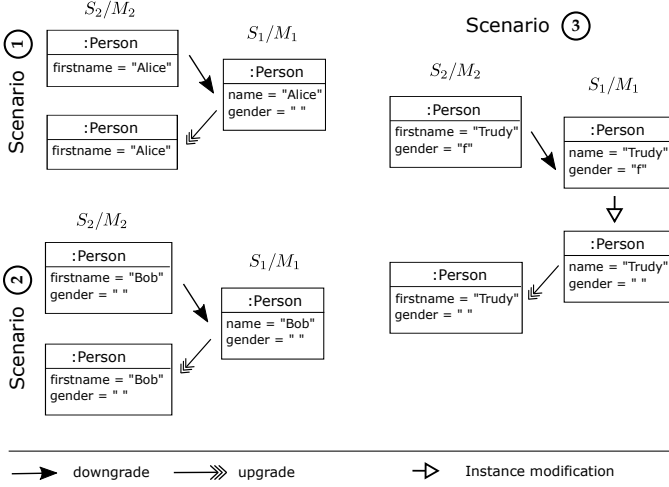 Scenario 1
S₂/M₂
:Person
firstname = "Alice"
S₁/M₁
:Person
name = "Alice"
gender = " "
:Person
firstname = "Alice"
Scenario 2
S₂/M₂
:Person
firstname = "Bob"
gender = " "
S₁/M₁
:Person
name = "Bob"
gender = " "
:Person
firstname = "Bob"
gender = " "
Scenario 3
S₂/M₂
:Person
firstname = "Trudy"
gender = "f"
S₁/M₁
:Person
name = "Trudy"
gender = "f"
:Person
name = "Trudy"
gender = " "
:Person
firstname = "Trudy"
gender = " "
downgrade
upgrade
Instance modification